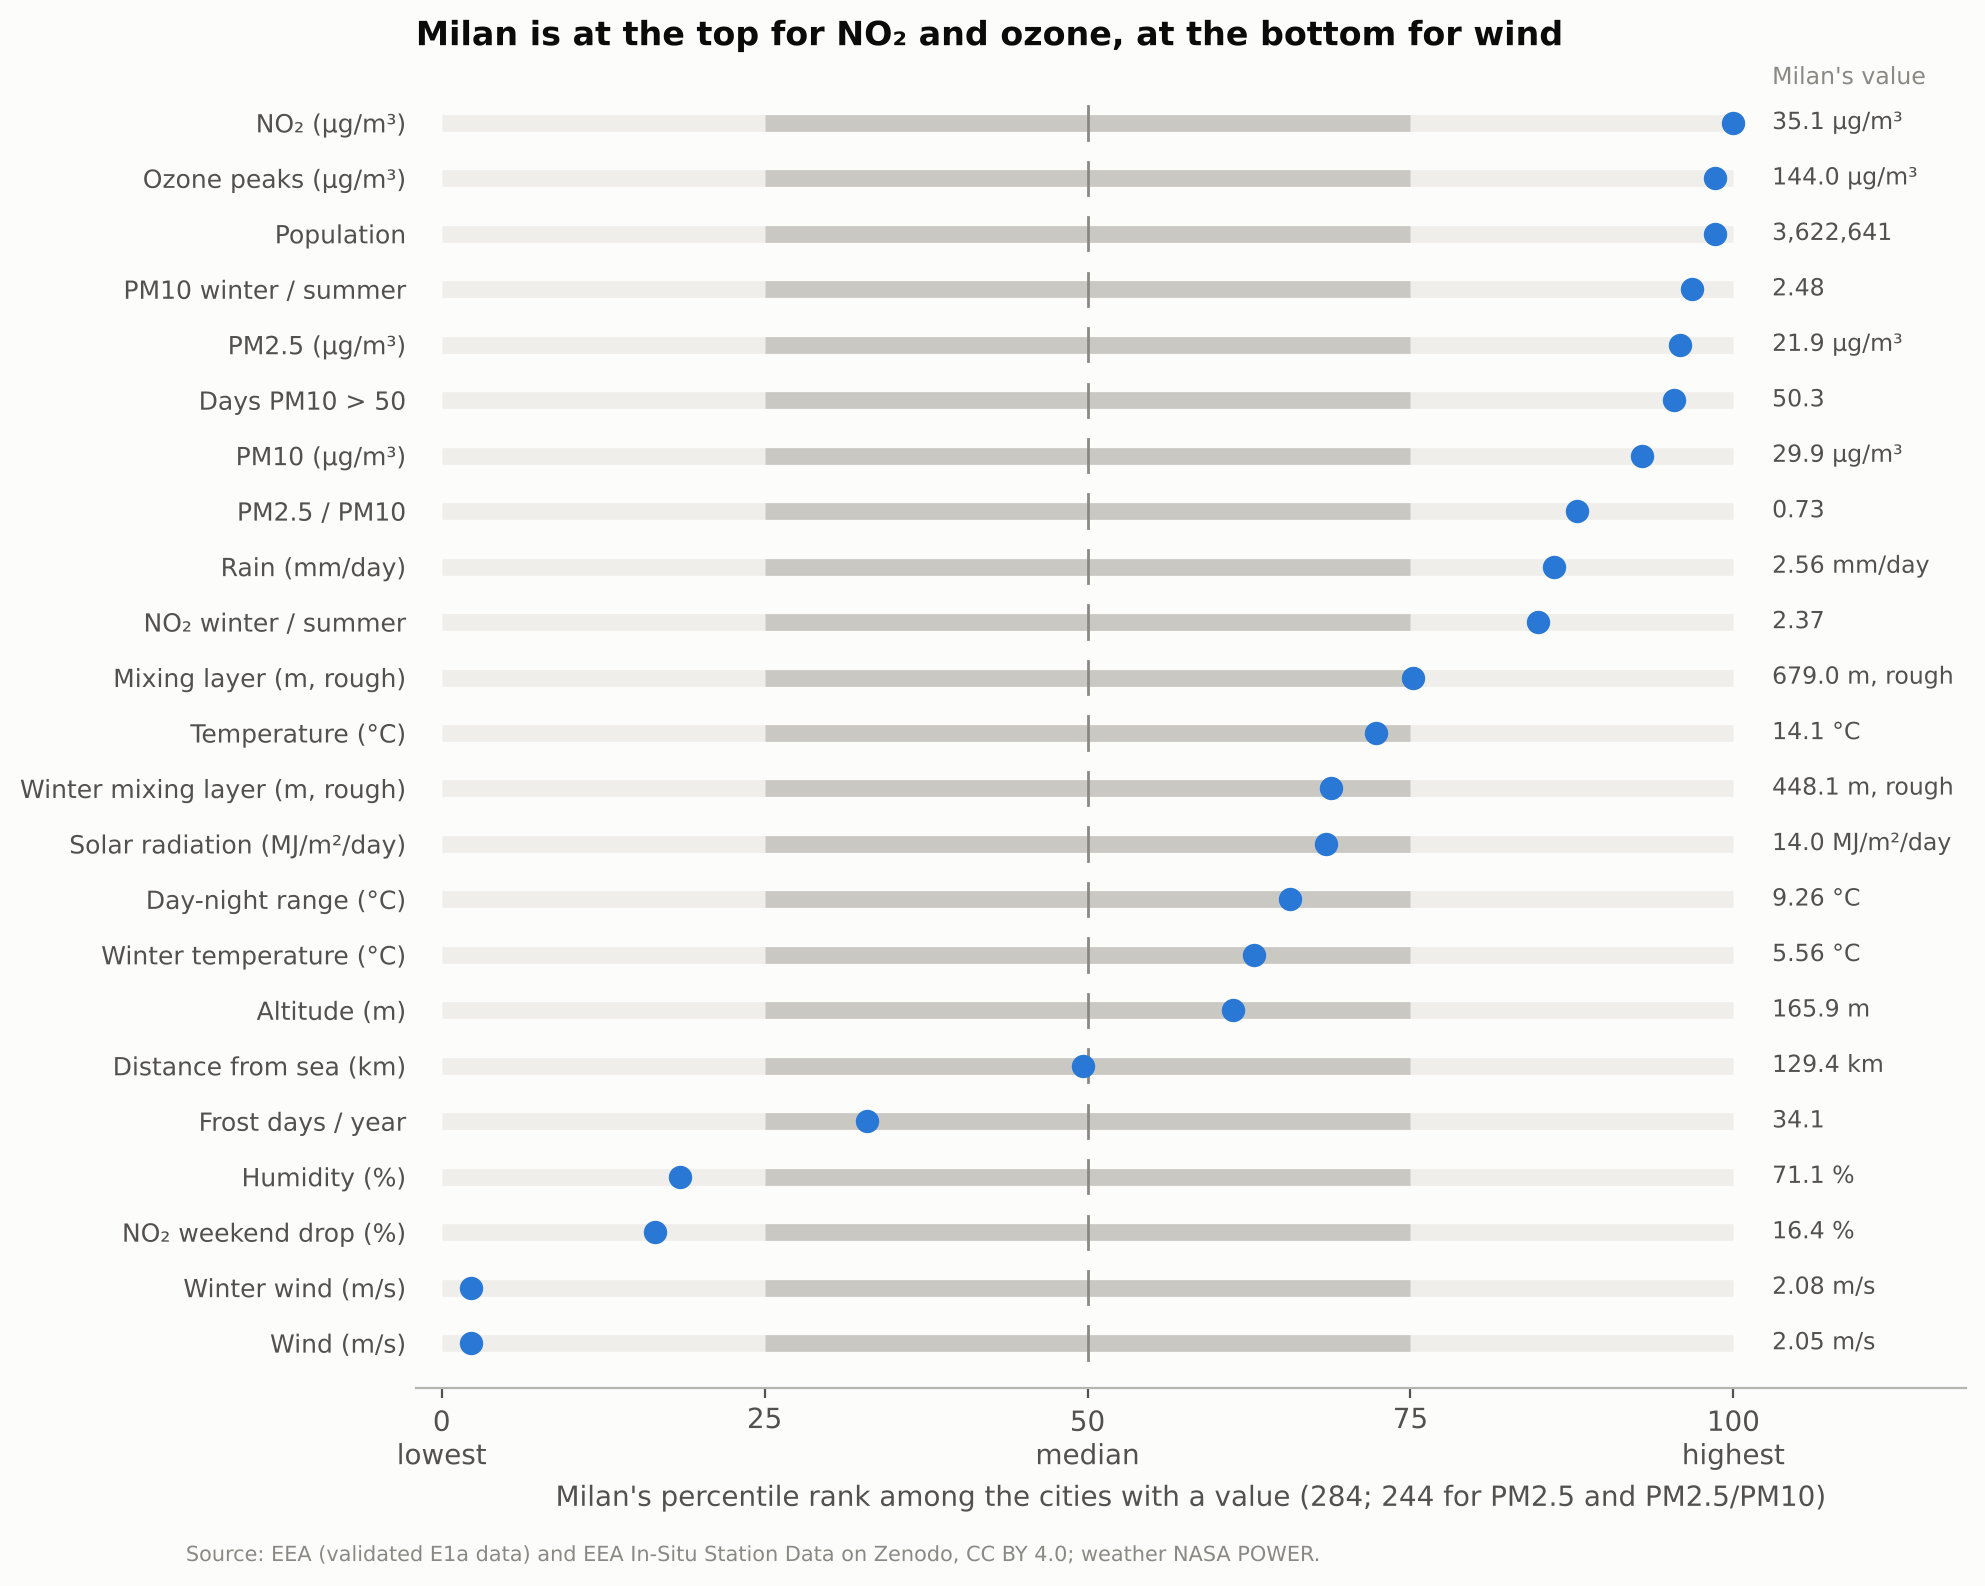 Milan is at the top for NO₂ and ozone, at the bottom for wind
Milan's value
NO₂ (µg/m³) 35.1 µg/m³
Ozone peaks (µg/m³) 144.0 µg/m³
Population 3,622,641
PM10 winter / summer 2.48
PM2.5 (µg/m³) 21.9 µg/m³
Days PM10 > 50 50.3
PM10 (µg/m³) 29.9 µg/m³
PM2.5 / PM10 0.73
Rain (mm/day) 2.56 mm/day
NO₂ winter / summer 2.37
Mixing layer (m, rough) 679.0 m, rough
Temperature (°C) 14.1 °C
Winter mixing layer (m, rough) 448.1 m, rough
Solar radiation (MJ/m²/day) 14.0 MJ/m²/day
Day-night range (°C) 9.26 °C
Winter temperature (°C) 5.56 °C
Altitude (m) 165.9 m
Distance from sea (km) 129.4 km
Frost days / year 34.1
Humidity (%) 71.1 %
NO₂ weekend drop (%) 16.4 %
Winter wind (m/s) 2.08 m/s
Wind (m/s) 2.05 m/s
0 25 50 75 100
lowest median highest
Milan's percentile rank among the cities with a value (284; 244 for PM2.5 and PM2.5/PM10)
Source: EEA (validated E1a data) and EEA In-Situ Station Data on Zenodo, CC BY 4.0; weather NASA POWER.